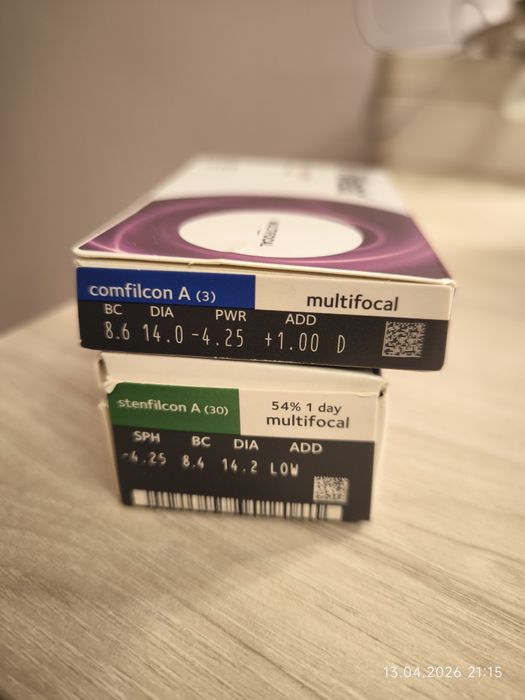 MULTIFOCAL
comfilcon A (3)
multifocal
BC DIA PWR ADD
8.6 14.0 -4.25 +1.00 D
stenfilcon A (30)
54% 1 day
multifocal
SPH BC DIA ADD
-4.25 8.4 14.2 LOW
13.04.2026 21:15